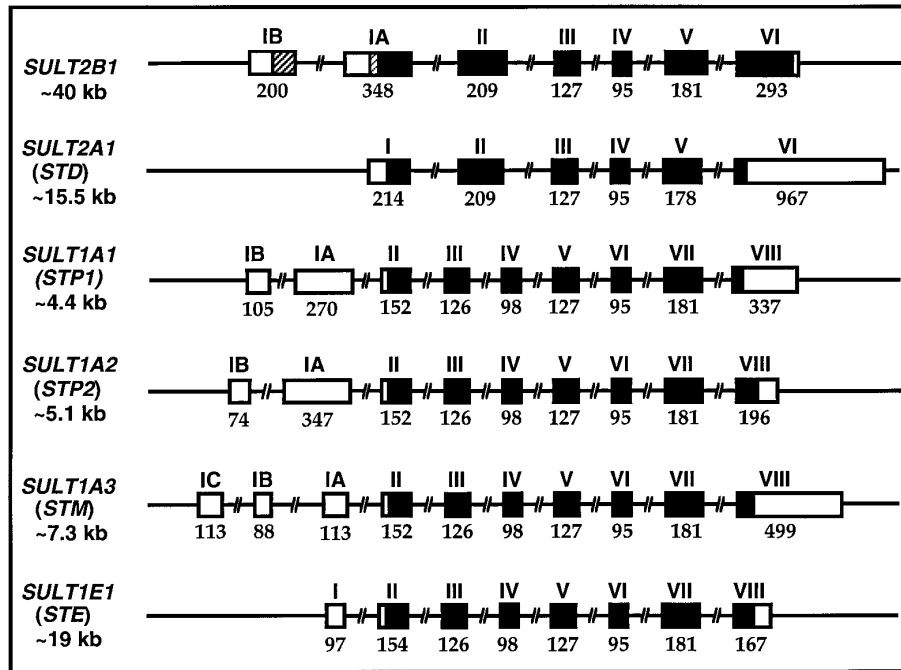 IB IA II III IV V VI
SULT2B1
~40 kb
200 348 209 127 95 181 293
I II III IV V VI
SULT2A1
(STD)
~15.5 kb
214 209 127 95 178 967
IB IA II III IV V VI VII VIII
SULT1A1
(STP1)
~4.4 kb
105 270 152 126 98 127 95 181 337
IB IA II III IV V VI VII VIII
SULT1A2
(STP2)
~5.1 kb
74 347 152 126 98 127 95 181 196
IC IB IA II III IV V VI VII VIII
SULT1A3
(STM)
~7.3 kb
113 88 113 152 126 98 127 95 181 499
I II III IV V VI VII VIII
SULT1E1
(STE)
~19 kb
97 154 126 98 127 95 181 167